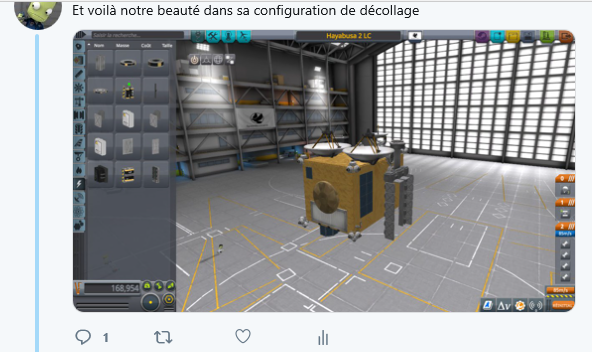 Et voilà notre beauté dans sa configuration de décollage
Hayabusa 2 LC
Nom Masse Coût Taille
168,954
Δv
1